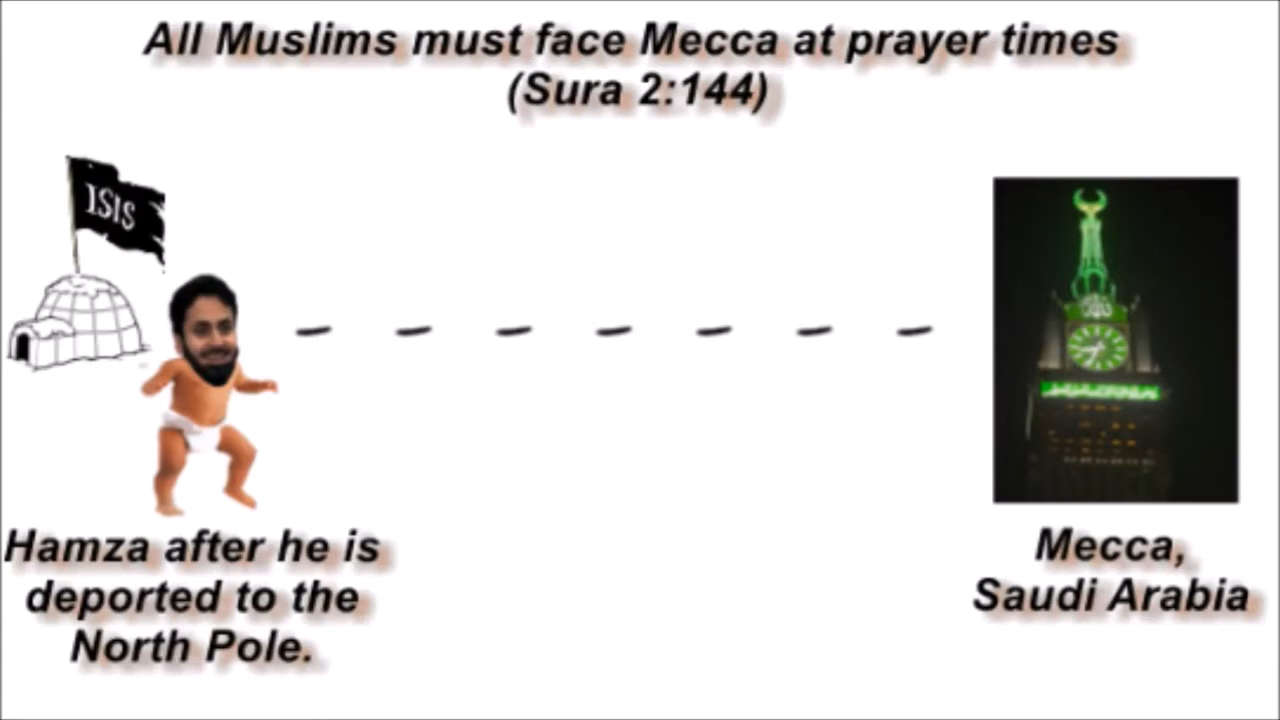 All Muslims must face Mecca at prayer times
(Sura 2:144)
ISIS
Hamza after he is
deported to the
North Pole.
Mecca,
Saudi Arabia